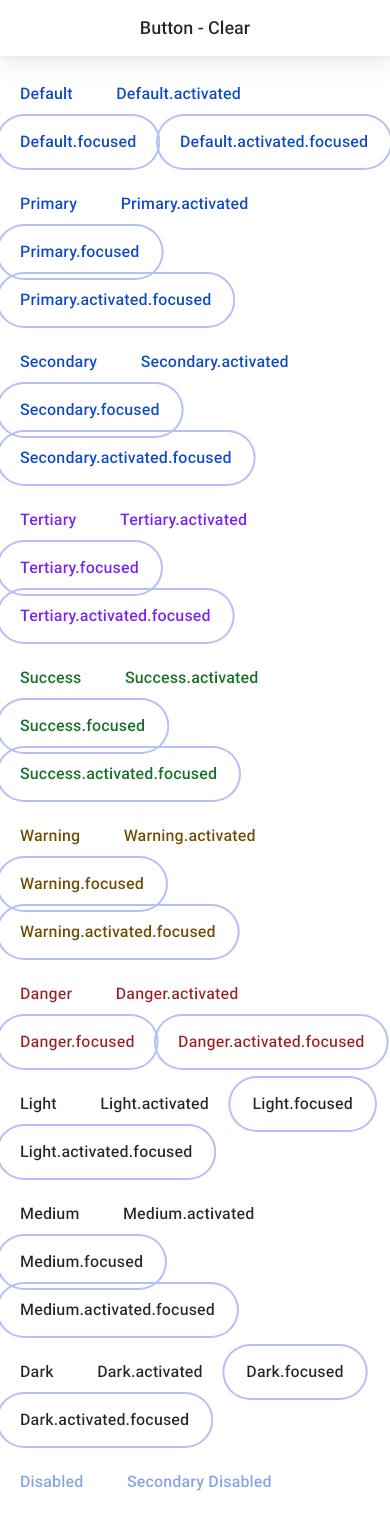 Button - Clear
Default Default.activated
Default.focused Default.activated.focused
Primary Primary.activated
Primary.focused
Primary.activated.focused
Secondary Secondary.activated
Secondary.focused
Secondary.activated.focused
Tertiary Tertiary.activated
Tertiary.focused
Tertiary.activated.focused
Success Success.activated
Success.focused
Success.activated.focused
Warning Warning.activated
Warning.focused
Warning.activated.focused
Danger Danger.activated
Danger.focused Danger.activated.focused
Light Light.activated Light.focused
Light.activated.focused
Medium Medium.activated
Medium.focused
Medium.activated.focused
Dark Dark.activated Dark.focused
Dark.activated.focused
Disabled Secondary Disabled